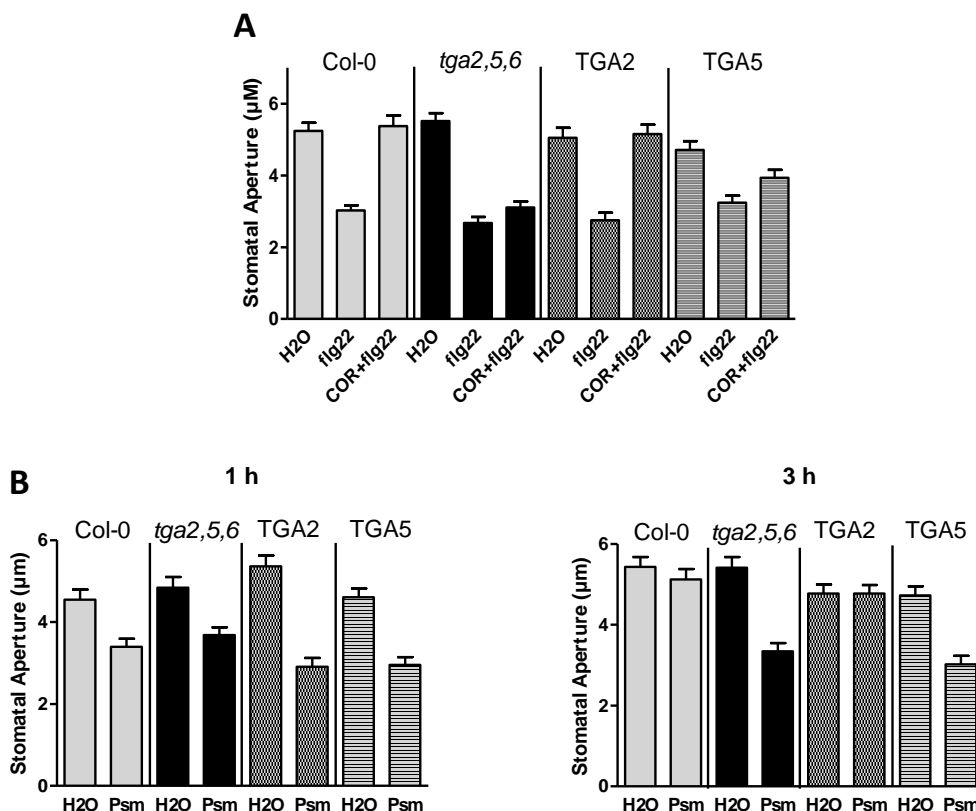 A
Col-0 tga2,5,6 TGA2 TGA5
Stomatal Aperture (µM)
6
4
2
0
H2O flg22 COR+flg22 H2O flg22 COR+flg22 H2O flg22 COR+flg22 H2O flg22 COR+flg22
B
1 h
Col-0 tga2,5,6 TGA2 TGA5
Stomatal Aperture (µm)
6
4
2
0
H2O Psm H2O Psm H2O Psm H2O Psm
3 h
Col-0 tga2,5,6 TGA2 TGA5
Stomatal Aperture (µm)
6
4
2
0
H2O Psm H2O Psm H2O Psm H2O Psm